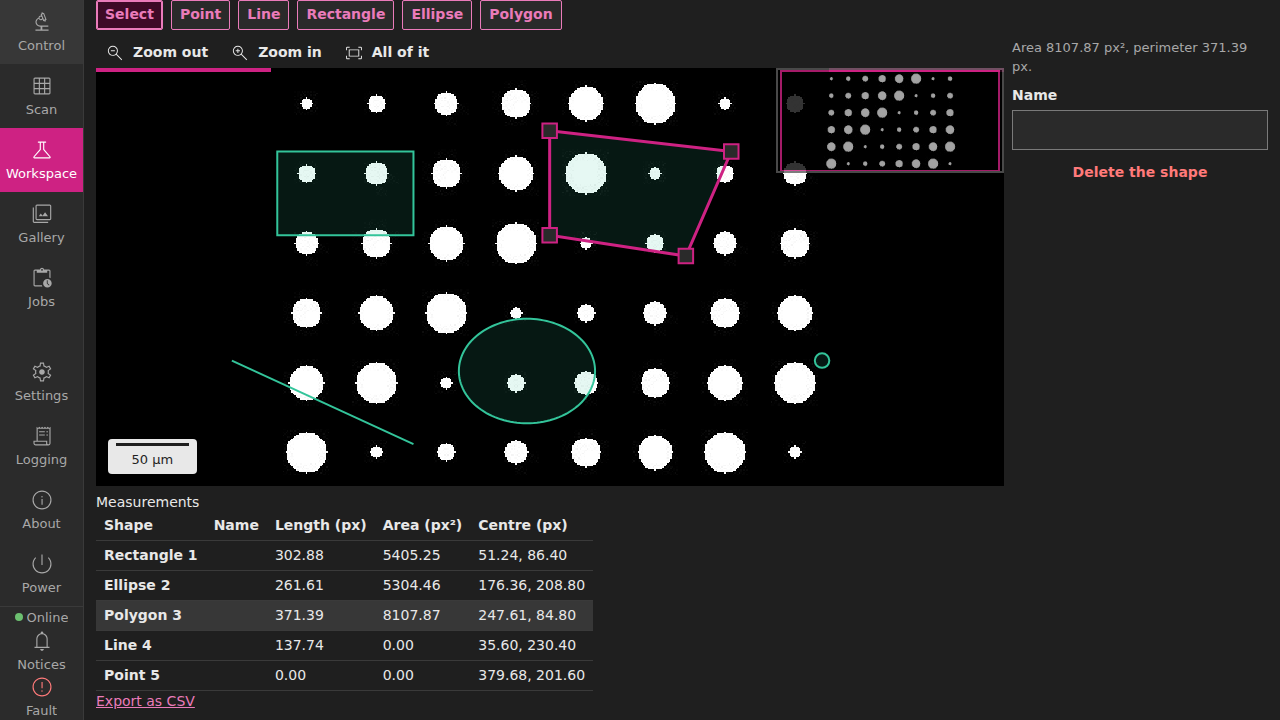 Control
Scan
Workspace
Gallery
Jobs
Settings
Logging
About
Power
Online
Notices
Fault
Select Point Line Rectangle Ellipse Polygon
Zoom out Zoom in All of it
50 µm
Area 8107.87 px², perimeter 371.39
px.
Name
Delete the shape
Measurements
Shape Name Length (px) Area (px²) Centre (px)
Rectangle 1 302.88 5405.25 51.24, 86.40
Ellipse 2 261.61 5304.46 176.36, 208.80
Polygon 3 371.39 8107.87 247.61, 84.80
Line 4 137.74 0.00 35.60, 230.40
Point 5 0.00 0.00 379.68, 201.60
Export as CSV